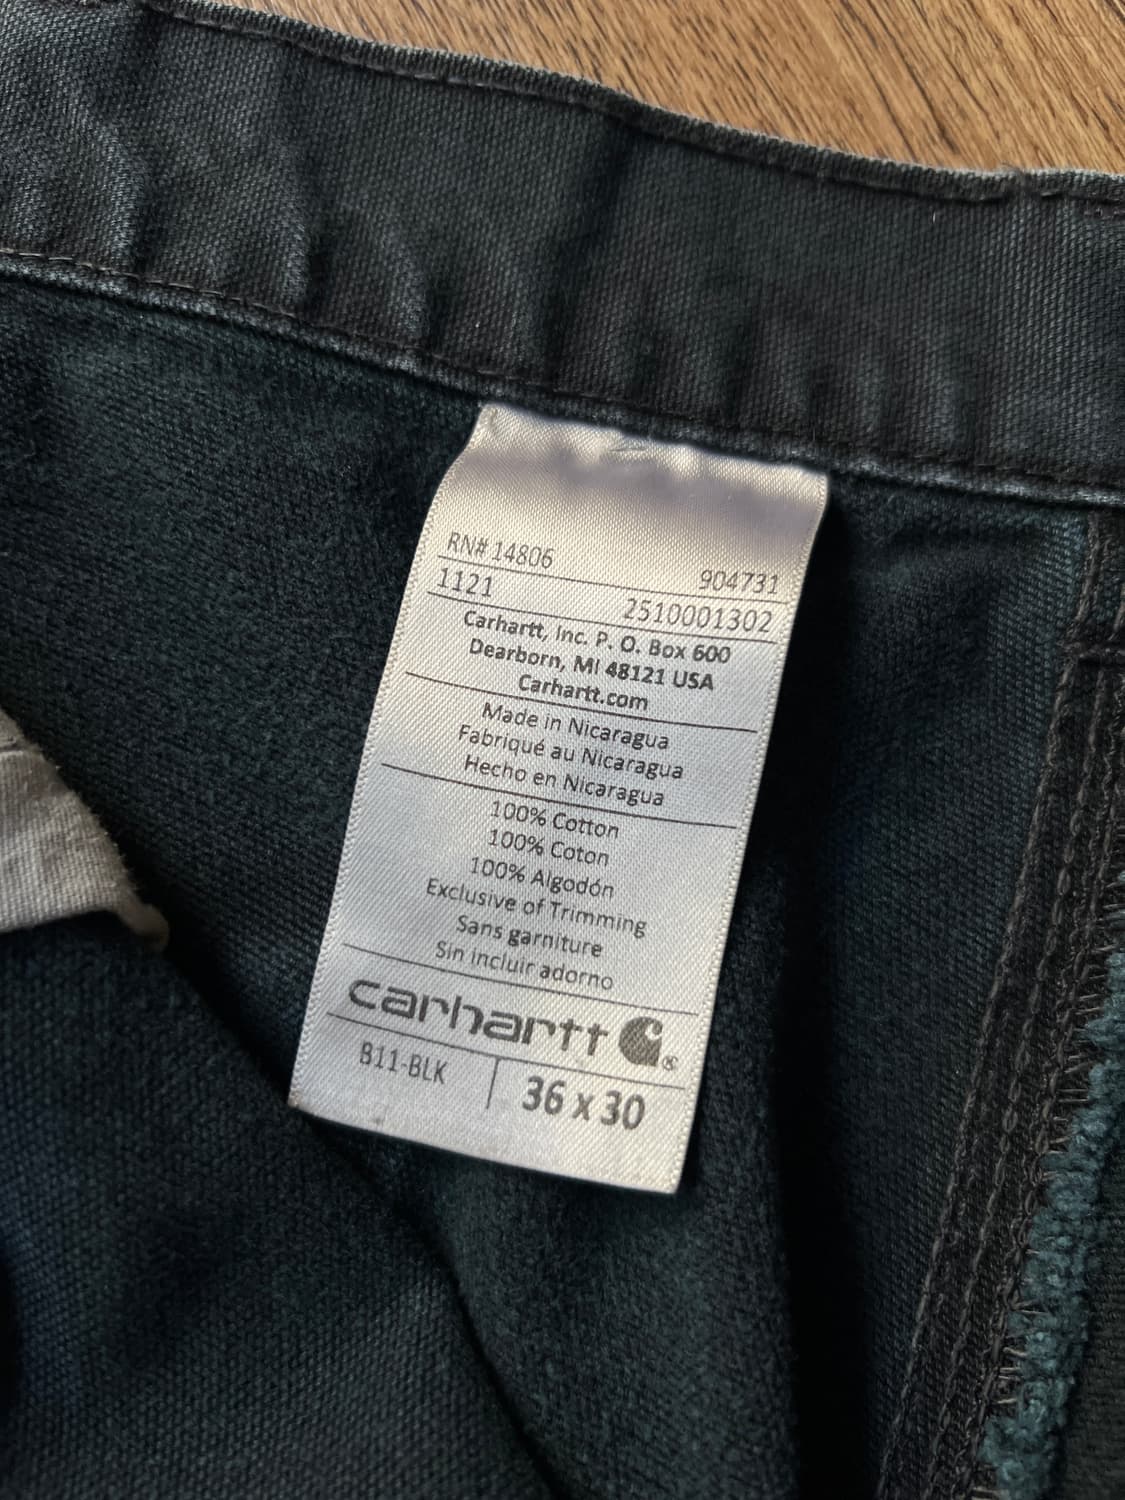 RN# 14806 904731
1121 2510001302
Carhartt, Inc. P. O. Box 600
Dearborn, MI 48121 USA
Carhartt.com
Made in Nicaragua
Fabriqué au Nicaragua
Hecho en Nicaragua
100% Cotton
100% Coton
100% Algodón
Exclusive of Trimming
Sans garniture
Sin incluir adorno
carhartt ®
B11-BLK 36 x 30